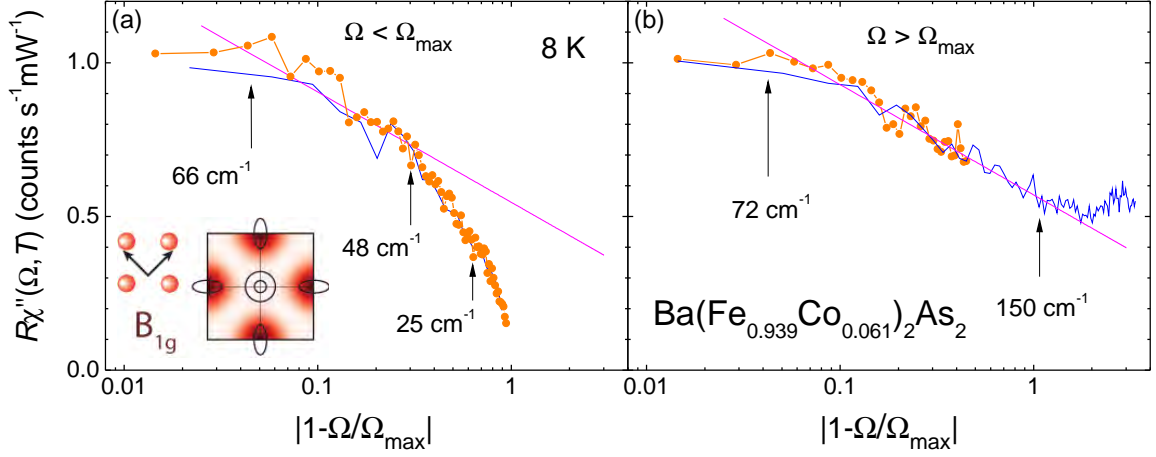 (a)
Ω < Ωmax
8 K
(b)
Ω > Ωmax
Rχ''(Ω,T) (counts s⁻¹mW⁻¹)
1.0
0.5
0.0
66 cm⁻¹
48 cm⁻¹
25 cm⁻¹
B₁g
72 cm⁻¹
150 cm⁻¹
Ba(Fe₀.₉₃₉Co₀.₀₆₁)₂As₂
0.01
0.1
1
0.01
0.1
1
|1-Ω/Ωmax|
|1-Ω/Ωmax|